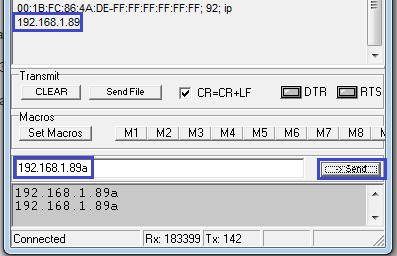 00:1B:FC:86:4A:DE-FF:FF:FF:FF:FF:FF; 92; ip
192.168.1.89
Transmit
CLEAR Send File CR=CR+LF DTR RTS
Macros
Set Macros M1 M2 M3 M4 M5 M6 M7 M8
192.168.1.89a Send
192.168.1.89a
192.168.1.89a
Connected Rx: 183399 Tx: 142